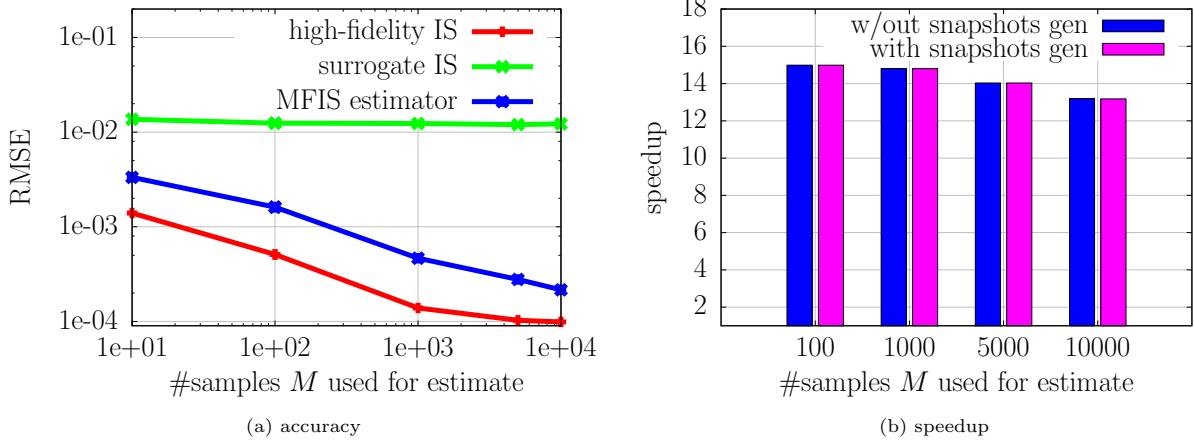 1e-01
1e-02
1e-03
1e-04
RMSE
high-fidelity IS
surrogate IS
MFIS estimator
1e+01 1e+02 1e+03 1e+04
#samples M used for estimate
(a) accuracy
18
16
14
12
10
8
6
4
2
speedup
w/out snapshots gen
with snapshots gen
100 1000 5000 10000
#samples M used for estimate
(b) speedup